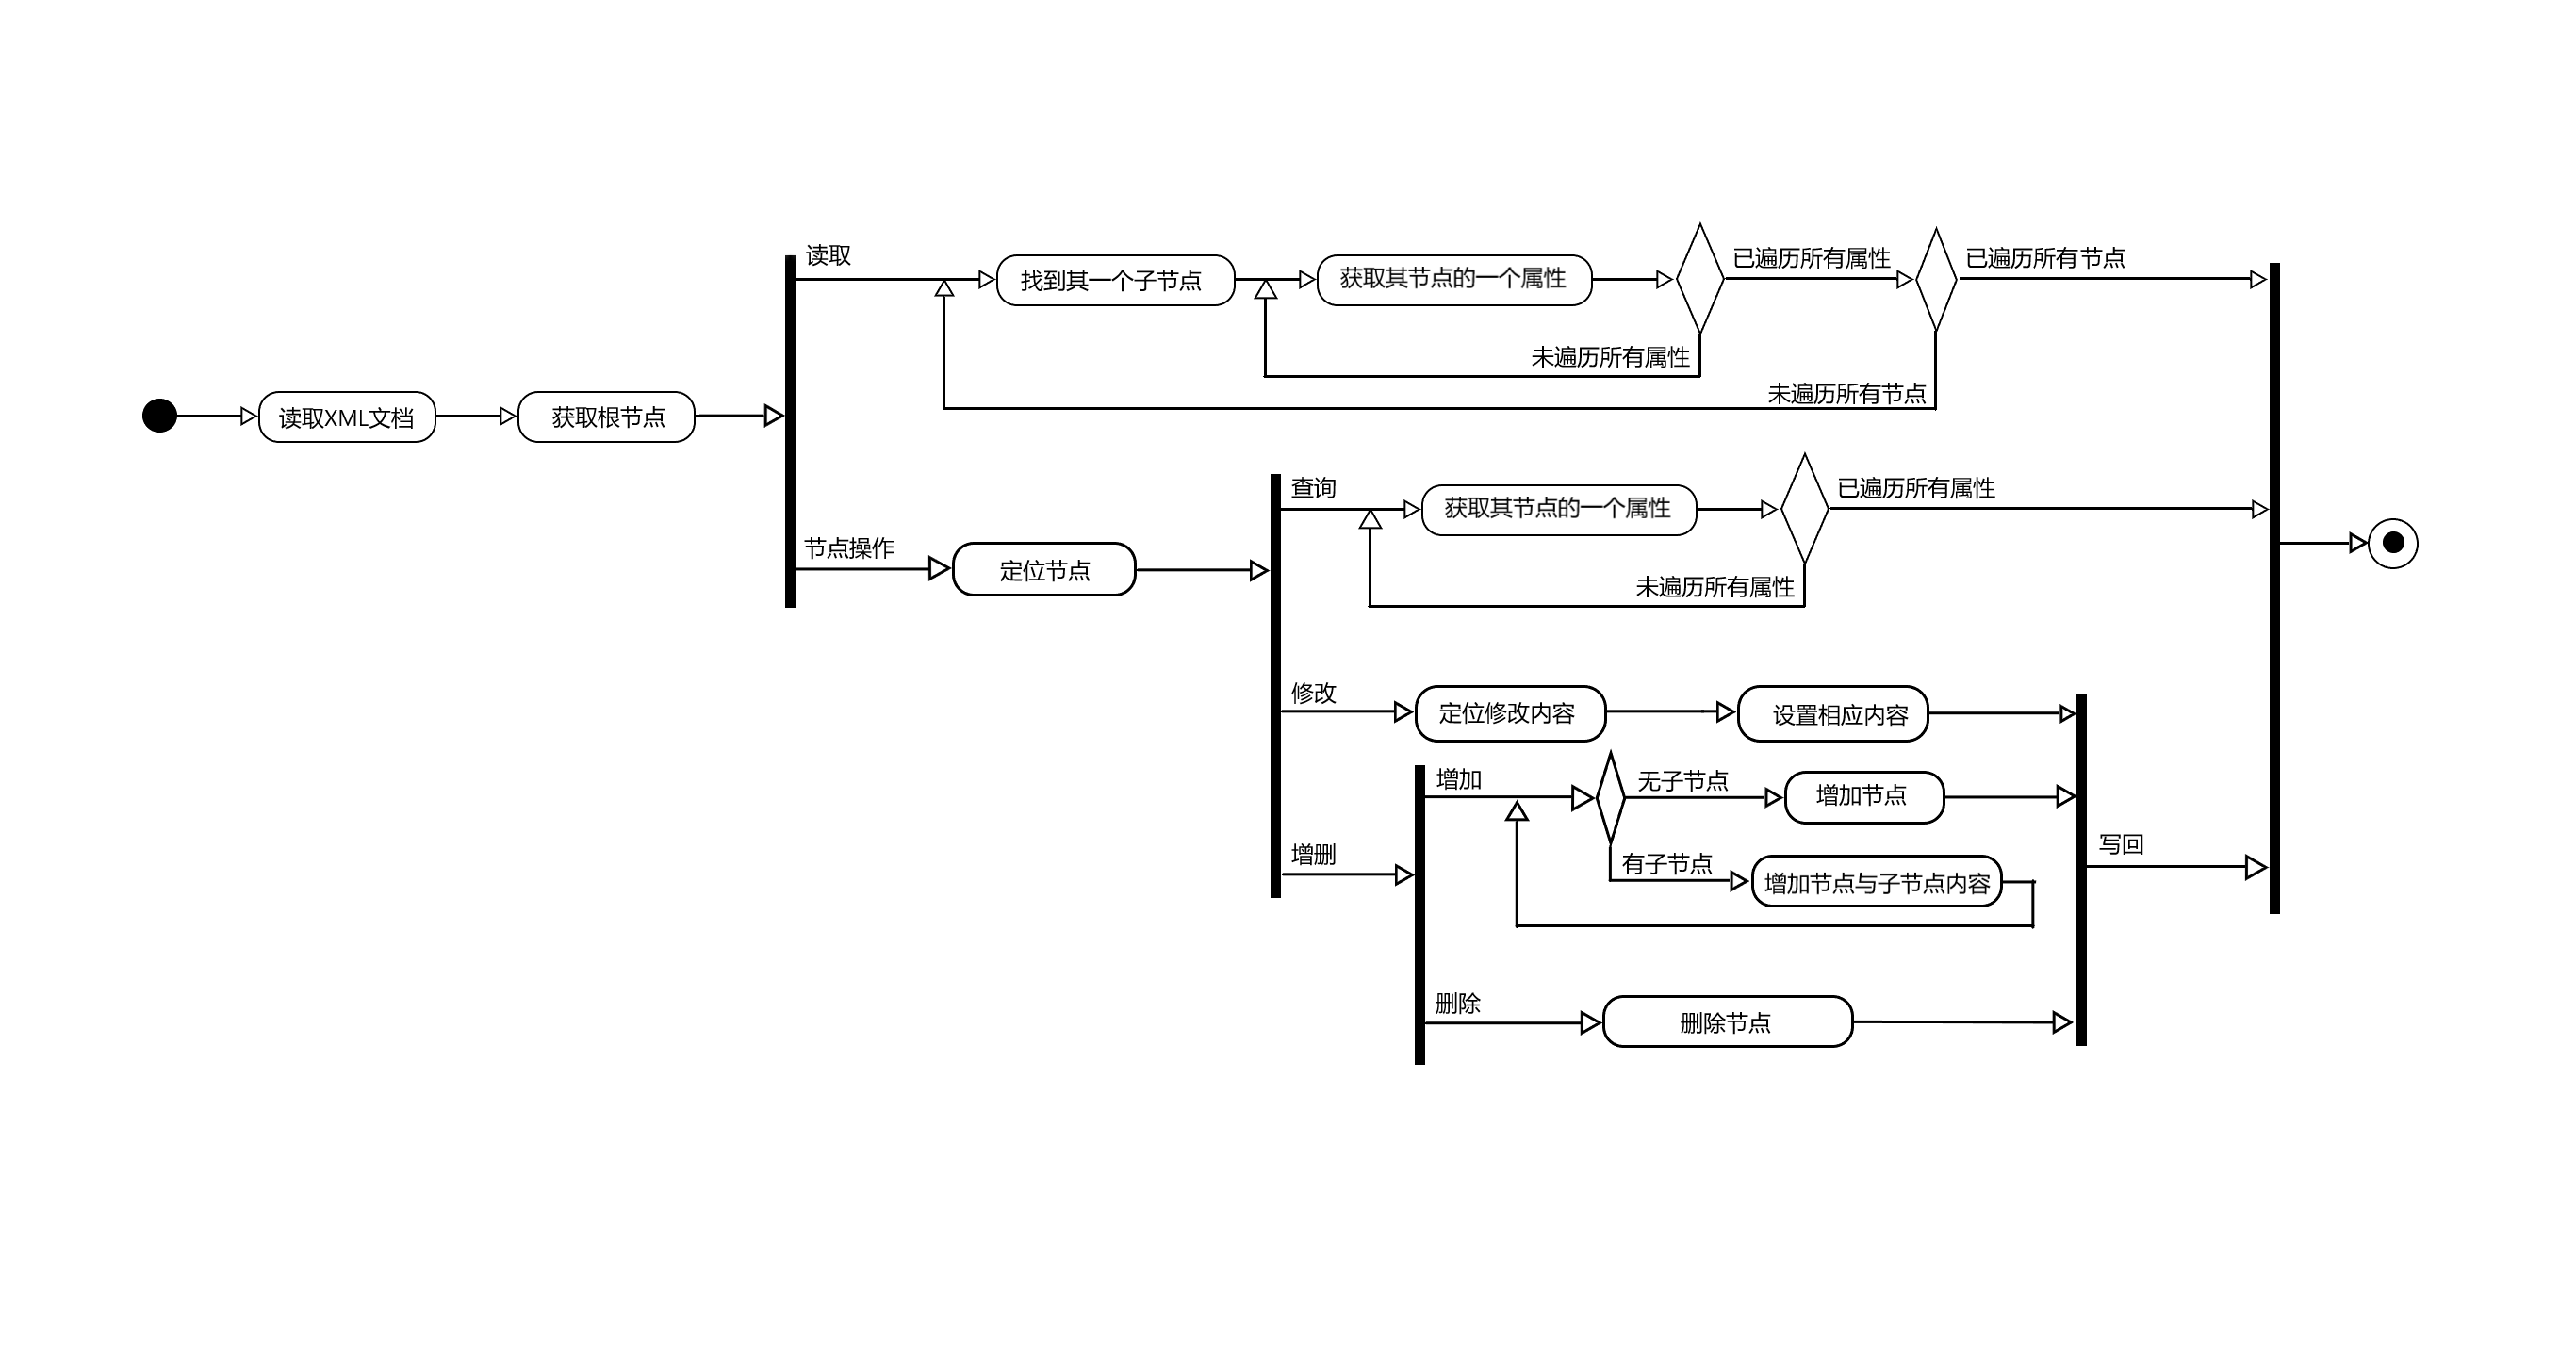 读取
找到其一个子节点
获取其节点的一个属性
已遍历所有属性
已遍历所有节点
未遍历所有属性
未遍历所有节点
读取XML文档
获取根节点
查询
获取其节点的一个属性
已遍历所有属性
节点操作
定位节点
未遍历所有属性
修改
定位修改内容
设置相应内容
增加
无子节点
增加节点
增删
有子节点
增加节点与子节点内容
写回
删除
删除节点